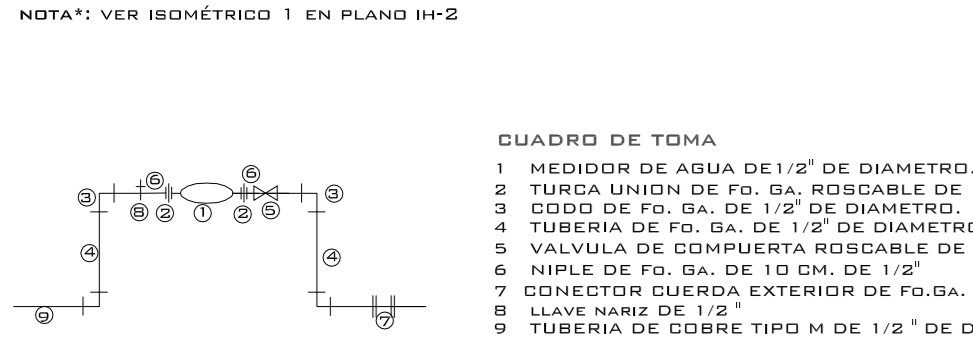 NOTA*: VER ISOMÉTRICO 1 EN PLANO IH-2
CUADRO DE TOMA
1 MEDIDOR DE AGUA DE1/2" DE DIAMETRO.
2 TURCA UNION DE Fo. GA. ROSCABLE DE
3 CODO DE Fo. GA. DE 1/2" DE DIAMETRO.
4 TUBERIA DE Fo. GA. DE 1/2" DE DIAMETRO
5 VALVULA DE COMPUERTA ROSCABLE DE
6 NIPLE DE Fo. GA. DE 10 CM. DE 1/2"
7 CONECTOR CUERDA EXTERIOR DE Fo.GA.
8 LLAVE NARIZ DE 1/2 "
9 TUBERIA DE COBRE TIPO M DE 1/2 " DE D
6 6
3 3
8 2 1 2 5
4 4
9 7